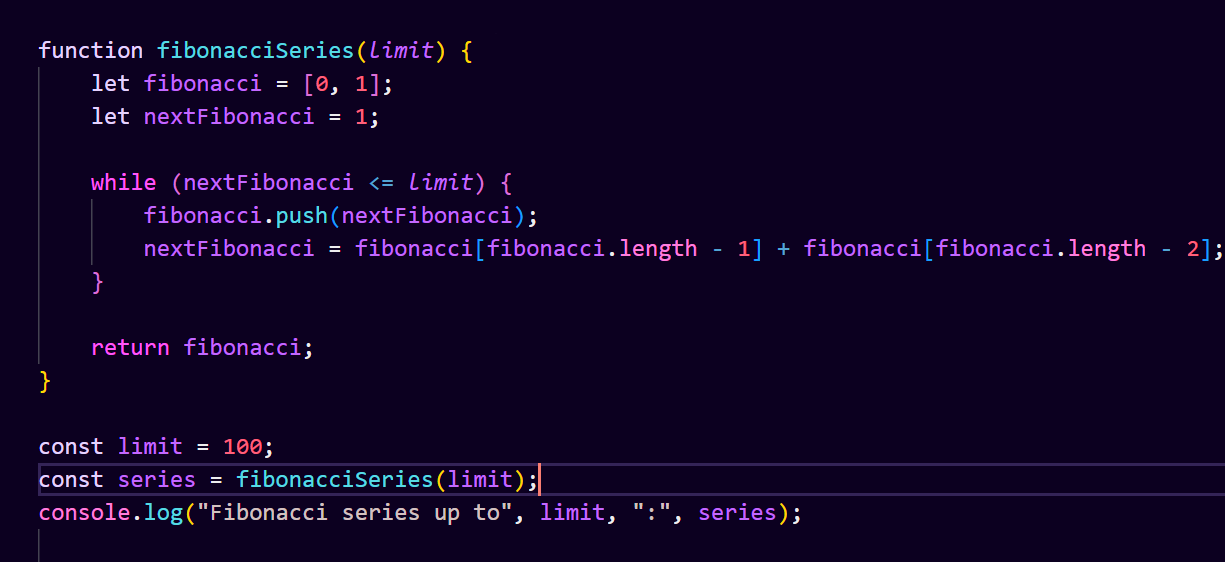 function fibonacciSeries(limit) {
    let fibonacci = [0, 1];
    let nextFibonacci = 1;

    while (nextFibonacci <= limit) {
        fibonacci.push(nextFibonacci);
        nextFibonacci = fibonacci[fibonacci.length - 1] + fibonacci[fibonacci.length - 2];
    }

    return fibonacci;
}

const limit = 100;
const series = fibonacciSeries(limit);
console.log("Fibonacci series up to", limit, ":", series);